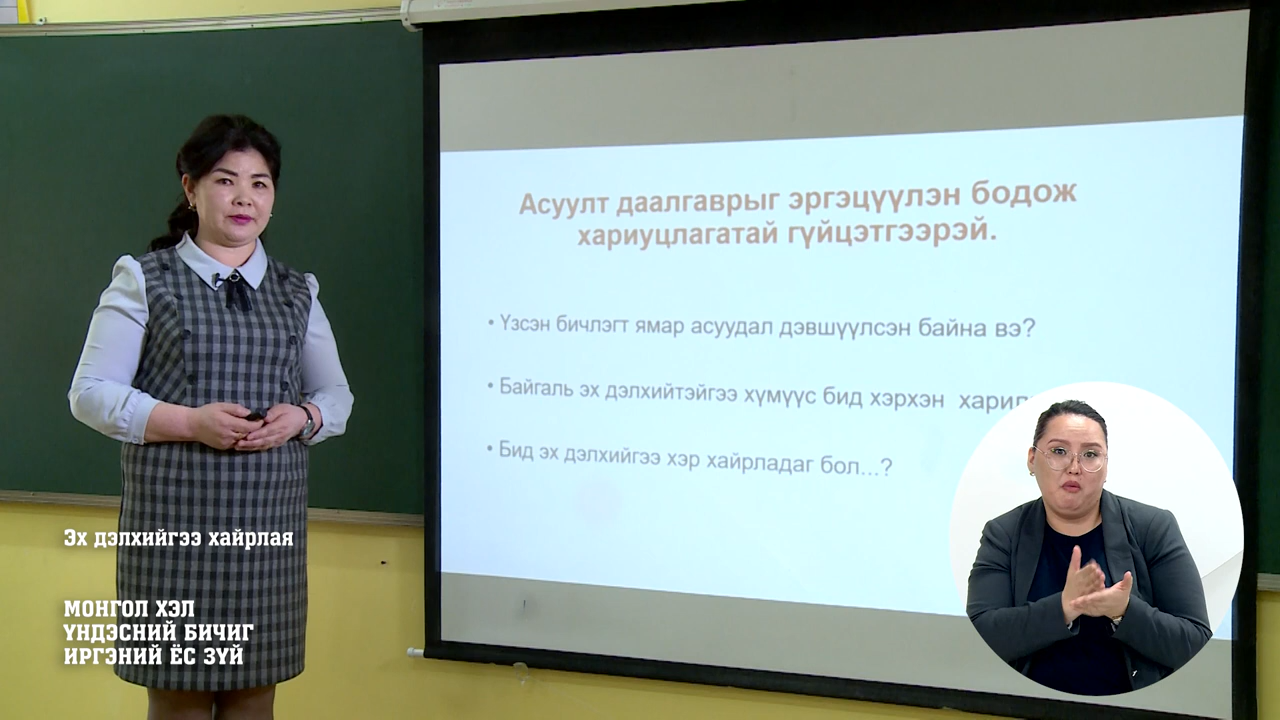 Асуулт даалгаврыг эргэцүүлэн бодож
хариуцлагатай гүйцэтгээрэй.
• Үзсэн бичлэгт ямар асуудал дэвшүүлсэн байна вэ?
• Байгаль эх дэлхийтэйгээ хүмүүс бид хэрхэн
• Бид эх дэлхийгээ хэр хайрладаг бол...?
Эх дэлхийгээ хайрлая
МОНГОЛ ХЭЛ
ҮНДЭСНИЙ БИЧИГ
ИРГЭНИЙ ЁС ЗҮЙ